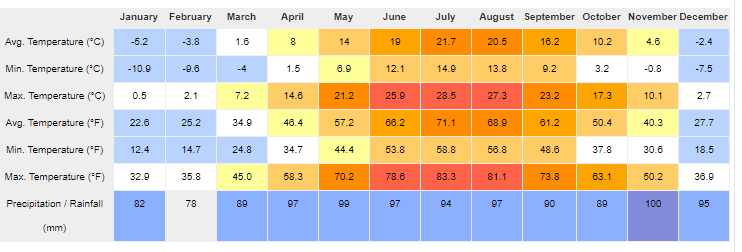 January February March April May June July August September October November December
Avg. Temperature (°C) -5.2 -3.8 1.6 8 14 19 21.7 20.5 16.2 10.2 4.6 -2.4
Min. Temperature (°C) -10.9 -9.6 -4 1.5 6.9 12.1 14.9 13.8 9.2 3.2 -0.8 -7.5
Max. Temperature (°C) 0.5 2.1 7.2 14.6 21.2 25.9 28.5 27.3 23.2 17.3 10.1 2.7
Avg. Temperature (°F) 22.6 25.2 34.9 46.4 57.2 66.2 71.1 68.9 61.2 50.4 40.3 27.7
Min. Temperature (°F) 12.4 14.7 24.8 34.7 44.4 53.8 58.8 56.8 48.6 37.8 30.6 18.5
Max. Temperature (°F) 32.9 35.8 45.0 58.3 70.2 78.6 83.3 81.1 73.8 63.1 50.2 36.9
Precipitation / Rainfall 82 78 89 97 99 97 94 97 90 89 100 95
(mm)